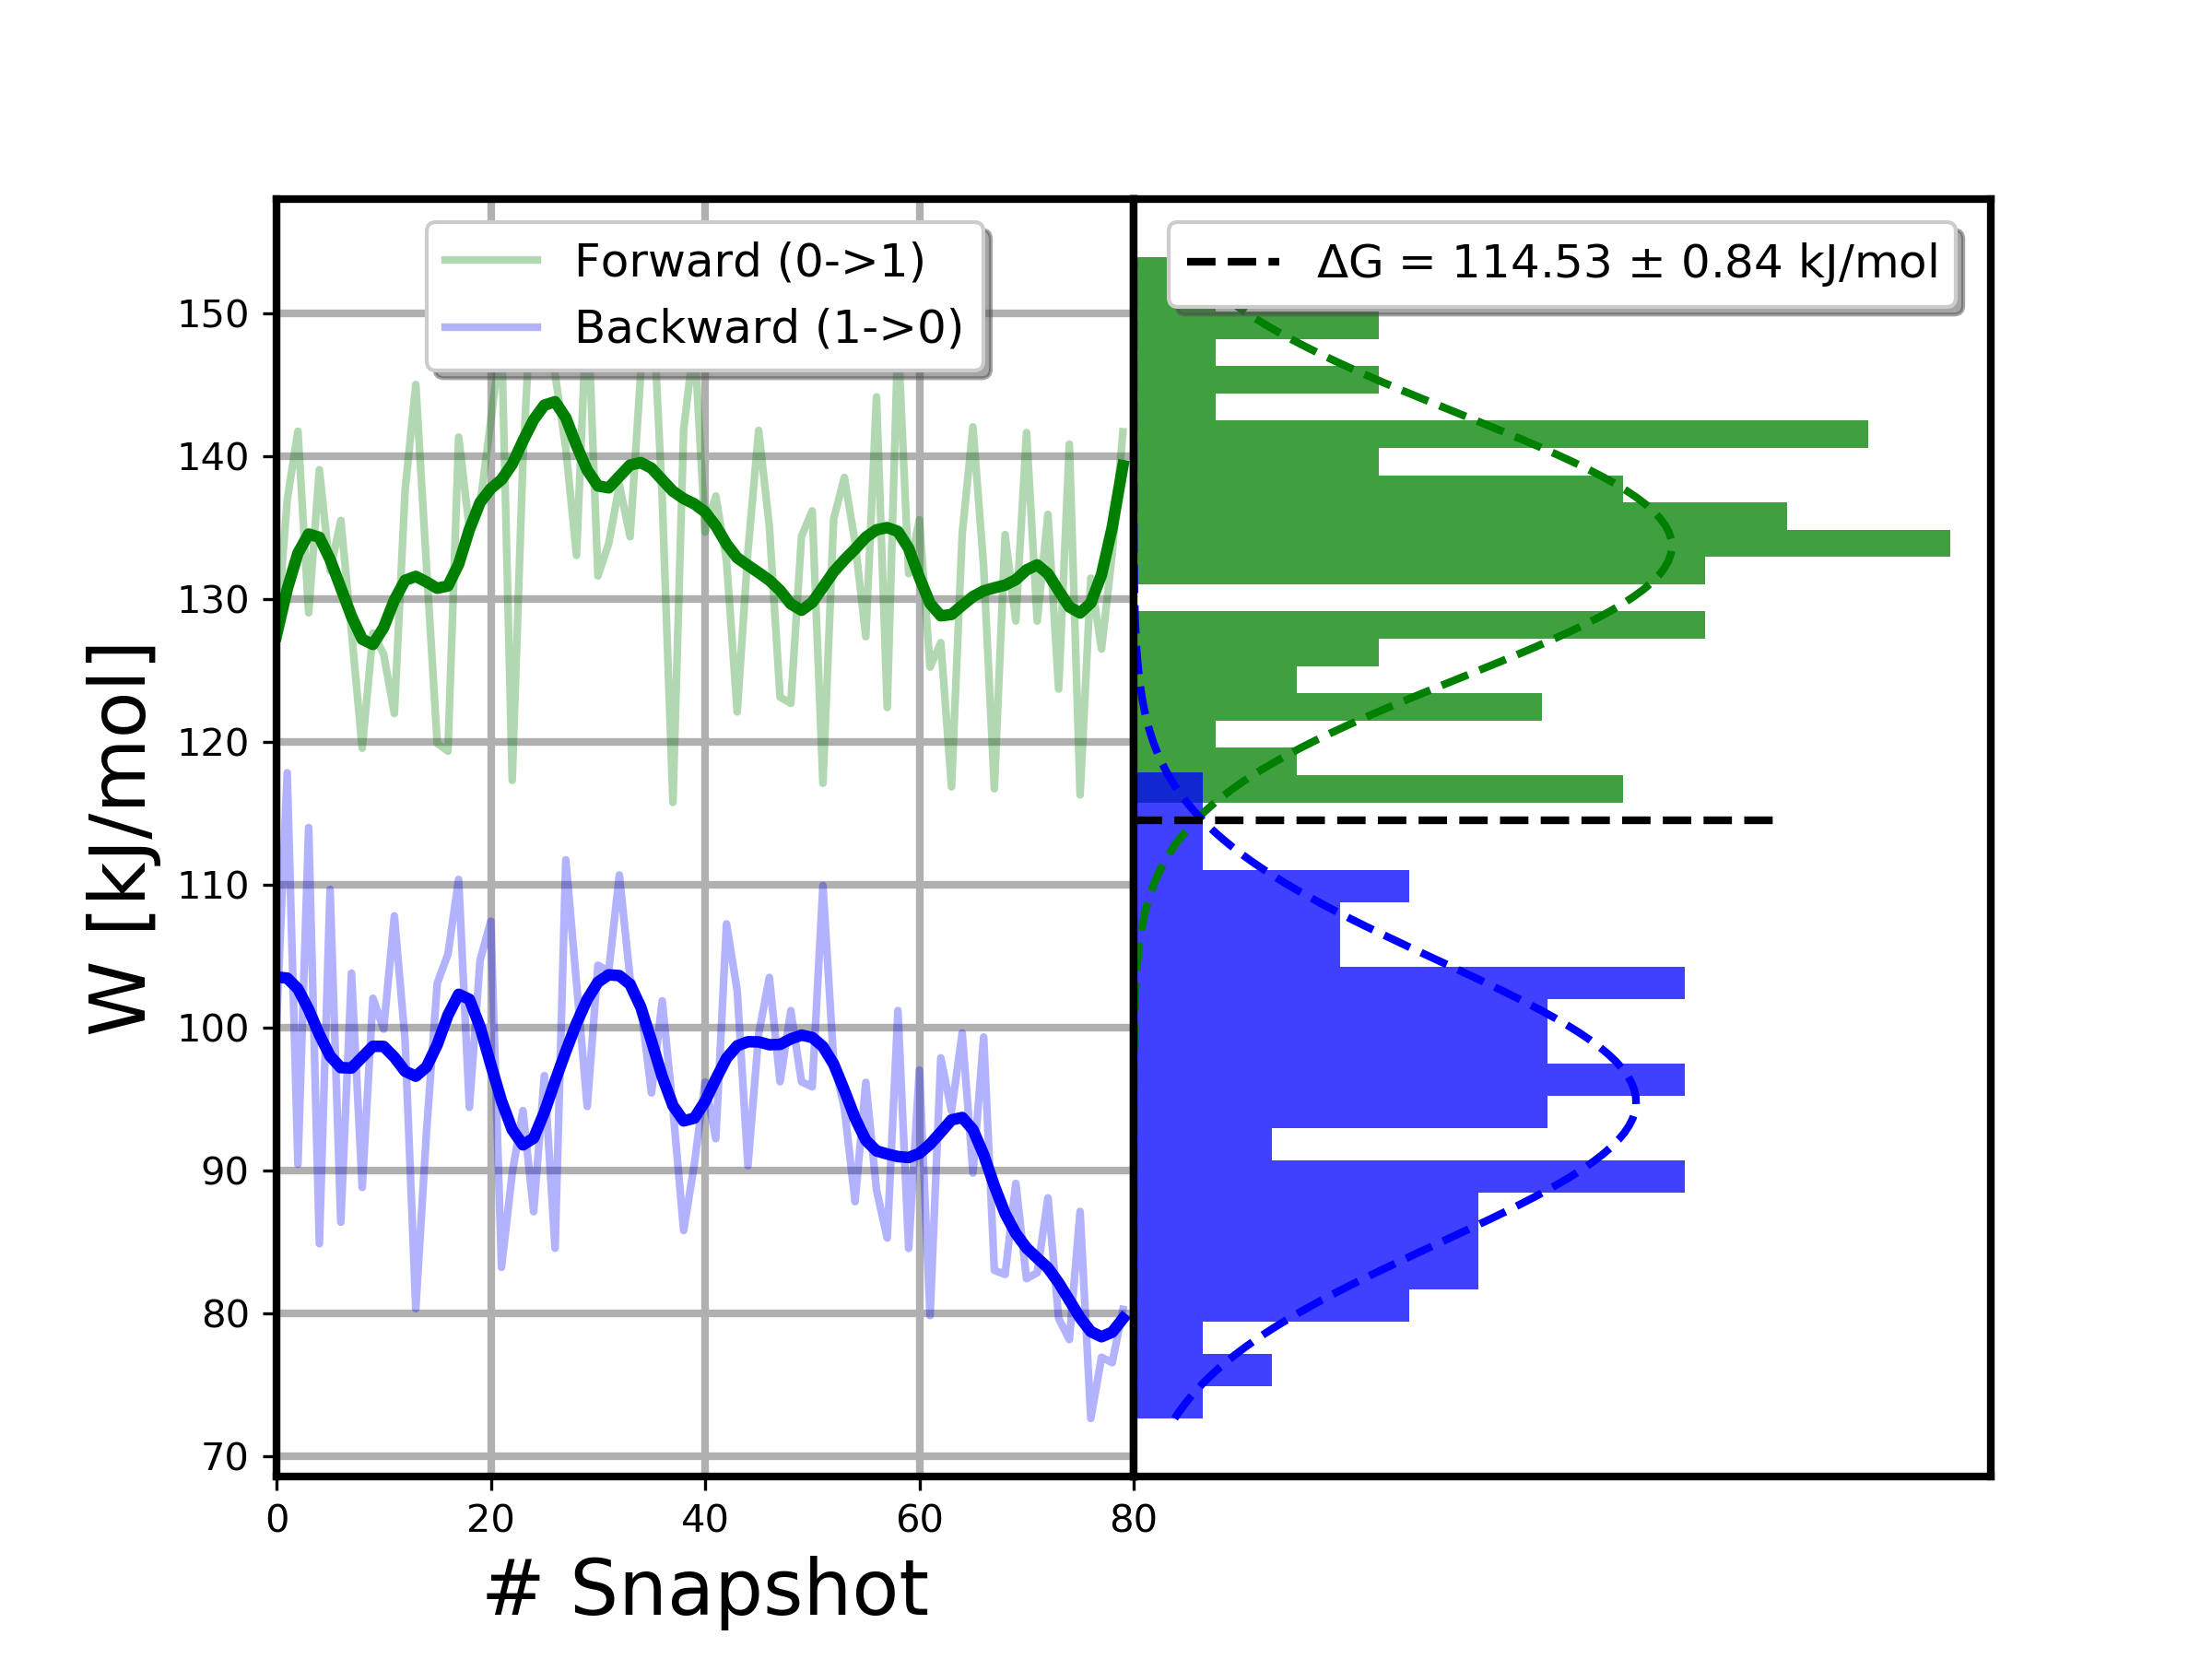 Forward (0->1)
Backward (1->0)
ΔG = 114.53 ± 0.84 kJ/mol
W [kJ/mol]
150
140
130
120
110
100
90
80
70
0 20 40 60 80
# Snapshot